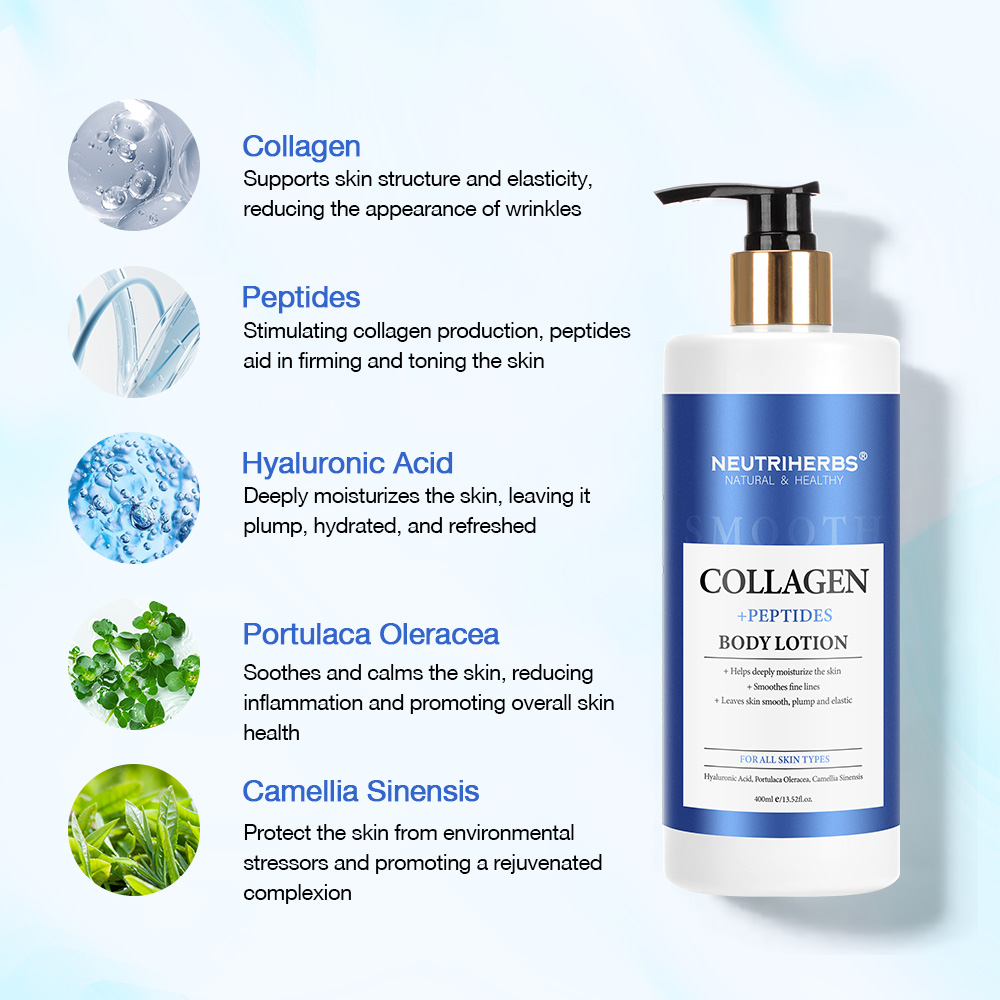 Collagen
Supports skin structure and elasticity,
reducing the appearance of wrinkles
Peptides
Stimulating collagen production, peptides
aid in firming and toning the skin
Hyaluronic Acid
Deeply moisturizes the skin, leaving it
plump, hydrated, and refreshed
Portulaca Oleracea
Soothes and calms the skin, reducing
inflammation and promoting overall skin
health
Camellia Sinensis
Protect the skin from environmental
stressors and promoting a rejuvenated
complexion
NEUTRIHERBS®
NATURAL & HEALTHY
SMOOTH
COLLAGEN
+PEPTIDES
BODY LOTION
+ Helps deeply moisturize the skin
+ Smoothes fine lines
+ Leaves skin smooth, plump and elastic
FOR ALL SKIN TYPES
Hyaluronic Acid, Portulaca Oleracea, Camellia Sinensis
400ml e/13.52fl.oz.